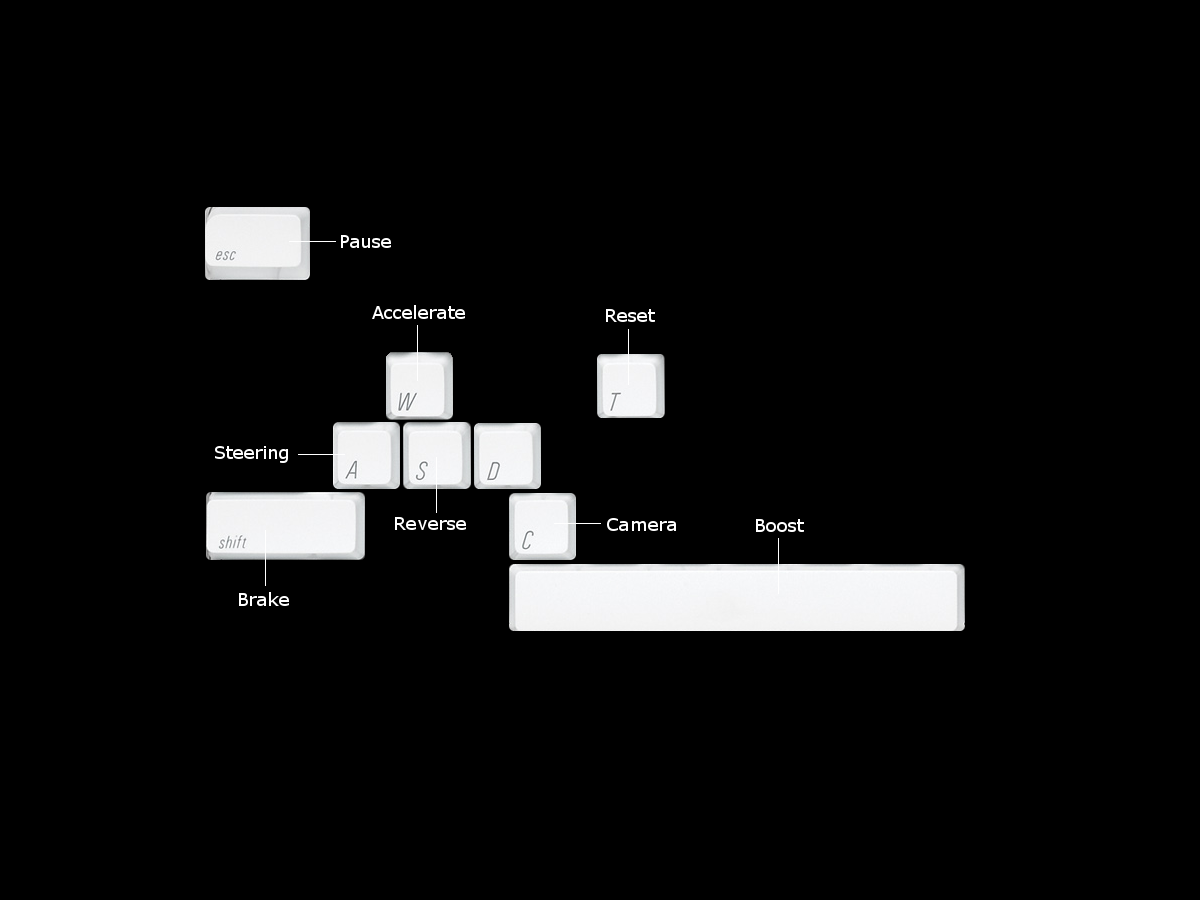 esc
Pause
Accelerate
Reset
W
T
Steering
A
S
D
shift
Reverse
C
Camera
Boost
Brake